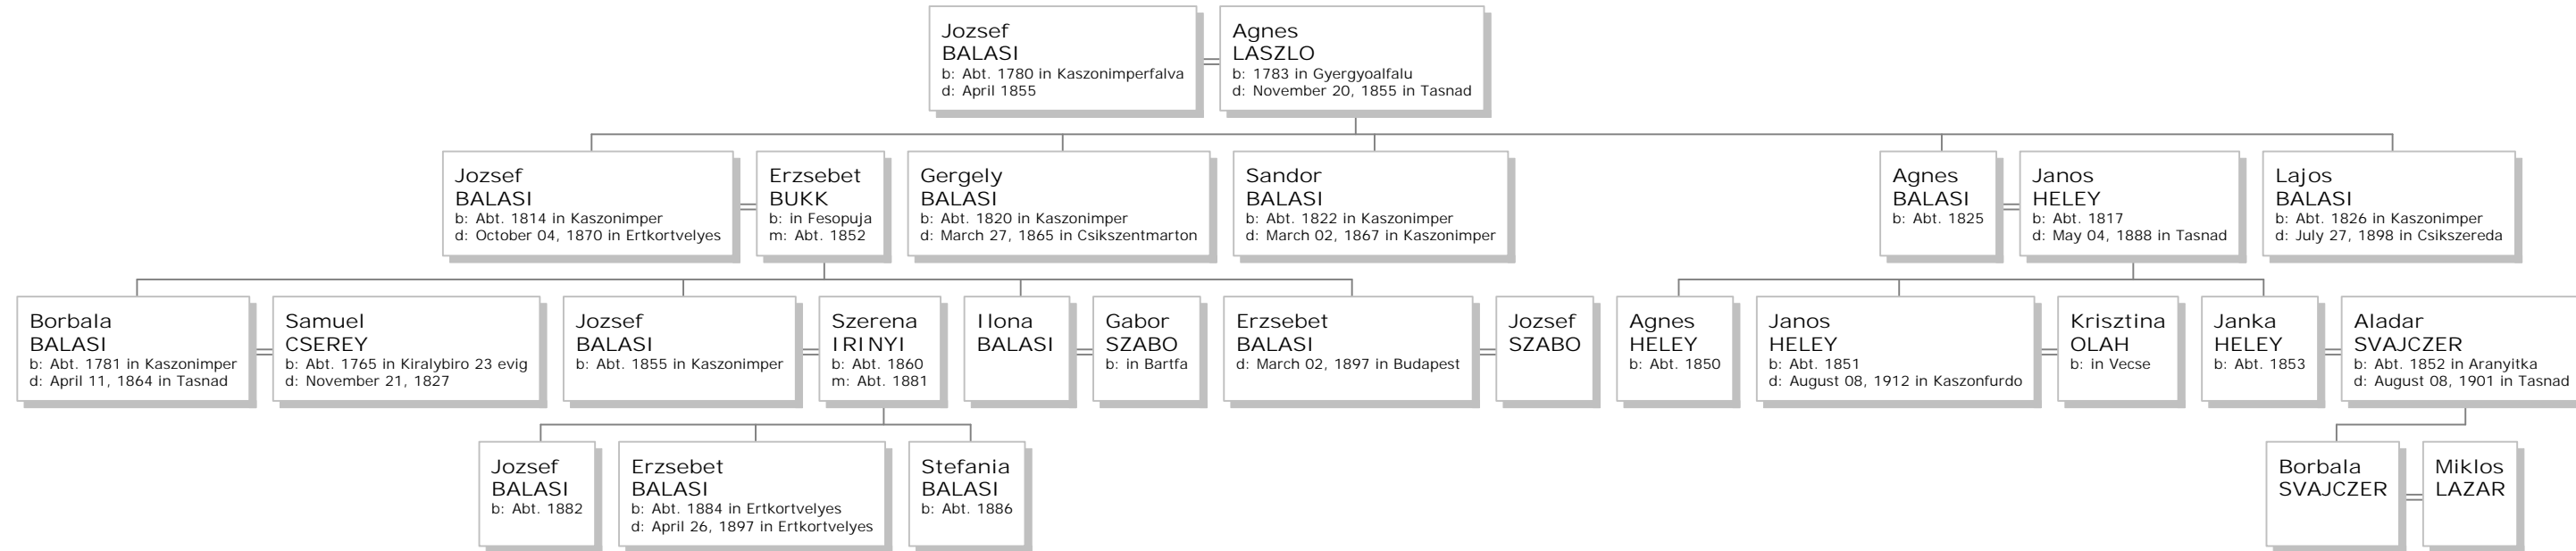 Jozsef
BALASI
b: Abt. 1780 in Kaszonimperfalva
d: April 1855
Agnes
LASZLO
b: 1783 in Gyergyoalfalu
d: November 20, 1855 in Tasnad
Jozsef
BALASI
b: Abt. 1814 in Kaszonimper
d: October 04, 1870 in Ertkortvelyes
Erzsebet
BUKK
b: in Fesopuja
m: Abt. 1852
Gergely
BALASI
b: Abt. 1820 in Kaszonimper
d: March 27, 1865 in Csikszentmarton
Sandor
BALASI
b: Abt. 1822 in Kaszonimper
d: March 02, 1867 in Kaszonimper
Agnes
BALASI
b: Abt. 1825
Janos
HELEY
b: Abt. 1817
d: May 04, 1888 in Tasnad
Lajos
BALASI
b: Abt. 1826 in Kaszonimper
d: July 27, 1898 in Csikszereda
Borbala
BALASI
b: Abt. 1781 in Kaszonimper
d: April 11, 1864 in Tasnad
Samuel
CSEREY
b: Abt. 1765 in Kiralybiro 23 evig
d: November 21, 1827
Jozsef
BALASI
b: Abt. 1855 in Kaszonimper
Szerena
IRINYI
b: Abt. 1860
m: Abt. 1881
Ilona
BALASI
Gabor
SZABO
b: in Bartfa
Erzsebet
BALASI
d: March 02, 1897 in Budapest
Jozsef
SZABO
Agnes
HELEY
b: Abt. 1850
Janos
HELEY
b: Abt. 1851
d: August 08, 1912 in Kaszonfurdo
Krisztina
OLAH
b: in Vecse
Janka
HELEY
b: Abt. 1853
Aladar
SVAJCZER
b: Abt. 1852 in Aranyitka
d: August 08, 1901 in Tasnad
Jozsef
BALASI
b: Abt. 1882
Erzsebet
BALASI
b: Abt. 1884 in Ertkortvelyes
d: April 26, 1897 in Ertkortvelyes
Stefania
BALASI
b: Abt. 1886
Borbala
SVAJCZER
Miklos
LAZAR